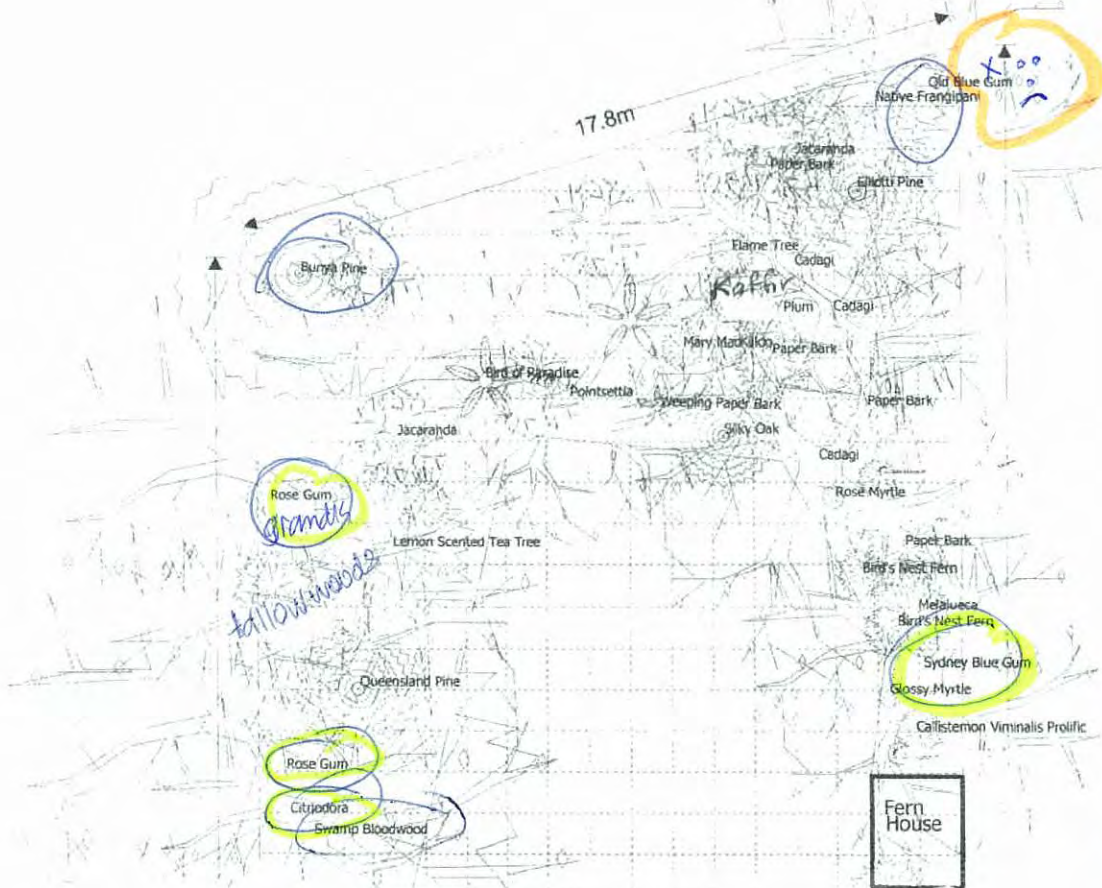 17.8m
Qld Blue Gum
Native Frangipani
Jacaranda
Paper Bark
Elliotti Pine
Bunya Pine
Flame Tree
Cadagi
Kaffir
Plum
Cadagi
Mary MacKillop
Paper Bark
Bird of Paradise
Pointsettia
Weeping Paper Bark
Paper Bark
Jacaranda
Silky Oak
Cadagi
Rose Gum
grandis
Rose Myrtle
Lemon Scented Tea Tree
Paper Bark
Bird's Nest Fern
tallowwoods
Melalueca
Bird's Nest Fern
Sydney Blue Gum
Queensland Pine
Glossy Myrtle
Callistemon Viminalis Prolific
Rose Gum
Citriodora
Swamp Bloodwood
Fern
House